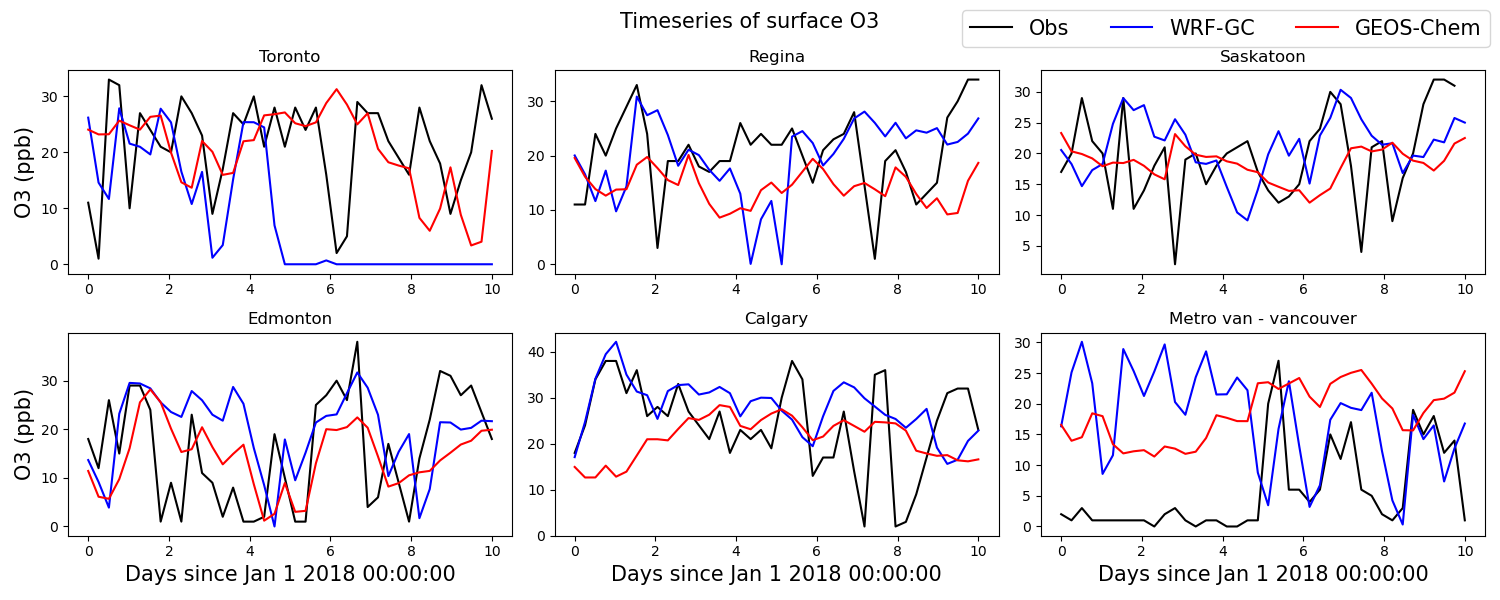 Timeseries of surface O3
Obs WRF-GC GEOS-Chem
Toronto Regina Saskatoon
O3 (ppb)
30
20
10
0
0 2 4 6 8 10
30
20
10
0
0 2 4 6 8 10
30
25
20
15
10
5
0 2 4 6 8 10
Edmonton Calgary Metro van - vancouver
O3 (ppb)
30
20
10
0
0 2 4 6 8 10
Days since Jan 1 2018 00:00:00
40
30
20
10
0
0 2 4 6 8 10
Days since Jan 1 2018 00:00:00
30
25
20
15
10
5
0
0 2 4 6 8 10
Days since Jan 1 2018 00:00:00